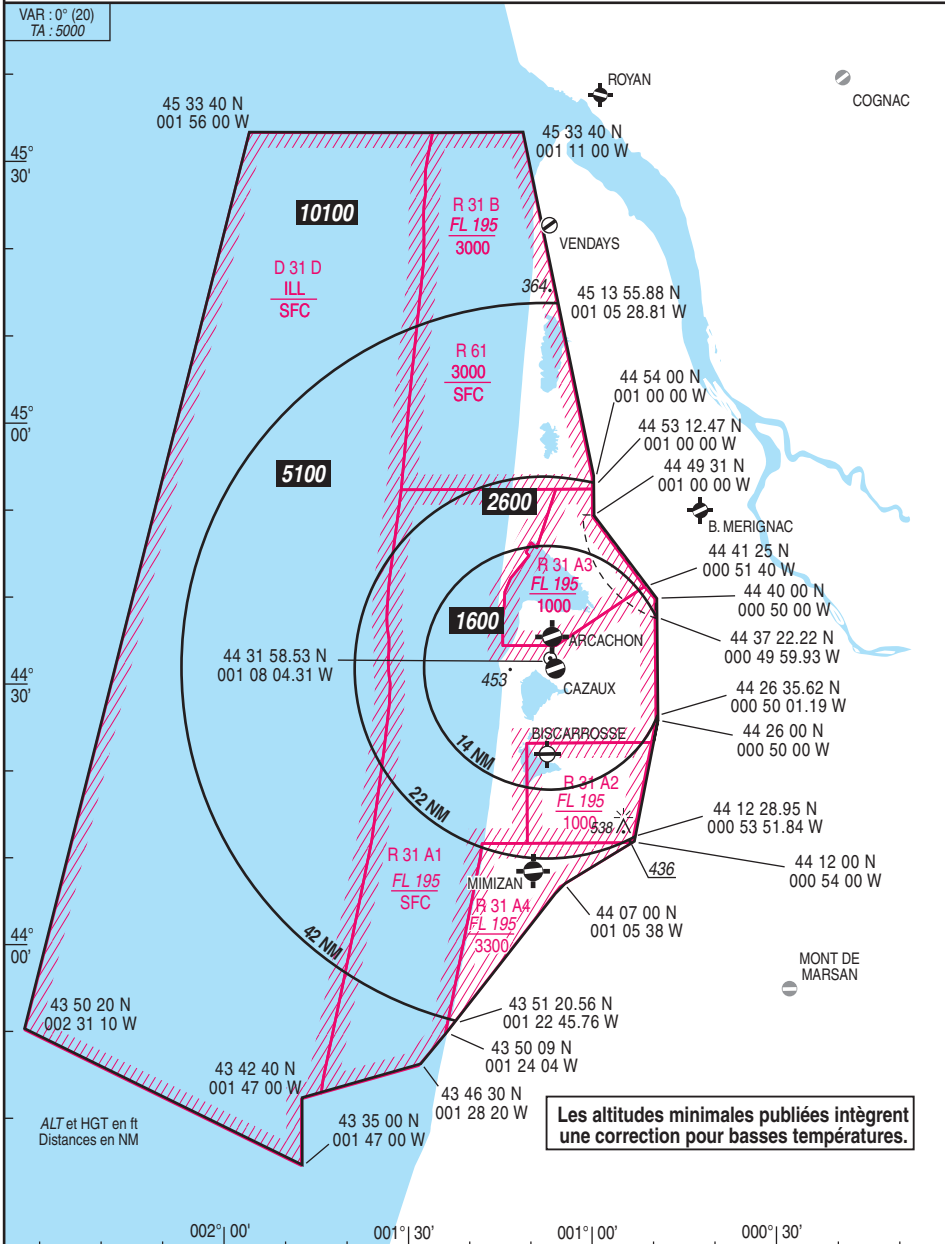 VAR : 0° (20)
TA : 5000
ROYAN
COGNAC
45 33 40 N
001 56 00 W
45 33 40 N
001 11 00 W
45°
30'
10100
R 31 B
FL 195
3000
VENDAYS
D 31 D
ILL
SFC
364
45 13 55.88 N
001 05 28.81 W
R 61
3000
SFC
44 54 00 N
001 00 00 W
45°
00'
44 53 12.47 N
001 00 00 W
5100
44 49 31 N
001 00 00 W
2600
B. MERIGNAC
44 41 25 N
000 51 40 W
R 31 A3
FL 195
1000
44 40 00 N
000 50 00 W
1600
ARCACHON
44 37 22.22 N
000 49 59.93 W
44 31 58.53 N
001 08 04.31 W
453
CAZAUX
44°
30'
44 26 35.62 N
000 50 01.19 W
44 26 00 N
000 50 00 W
BISCARROSSE
14 NM
R 31 A2
FL 195
1000
538
22 NM
44 12 28.95 N
000 53 51.84 W
R 31 A1
FL 195
SFC
436
44 12 00 N
000 54 00 W
MIMIZAN
R 31 A4
FL 195
3300
44 07 00 N
001 05 38 W
42 NM
44°
00'
MONT DE
MARSAN
43 50 20 N
002 31 10 W
43 51 20.56 N
001 22 45.76 W
43 50 09 N
001 24 04 W
43 42 40 N
001 47 00 W
43 46 30 N
001 28 20 W
43 35 00 N
001 47 00 W
ALT et HGT en ft
Distances en NM
Les altitudes minimales publiées intègrent
une correction pour basses températures.
002° 00'
001° 30'
001° 00'
000° 30'